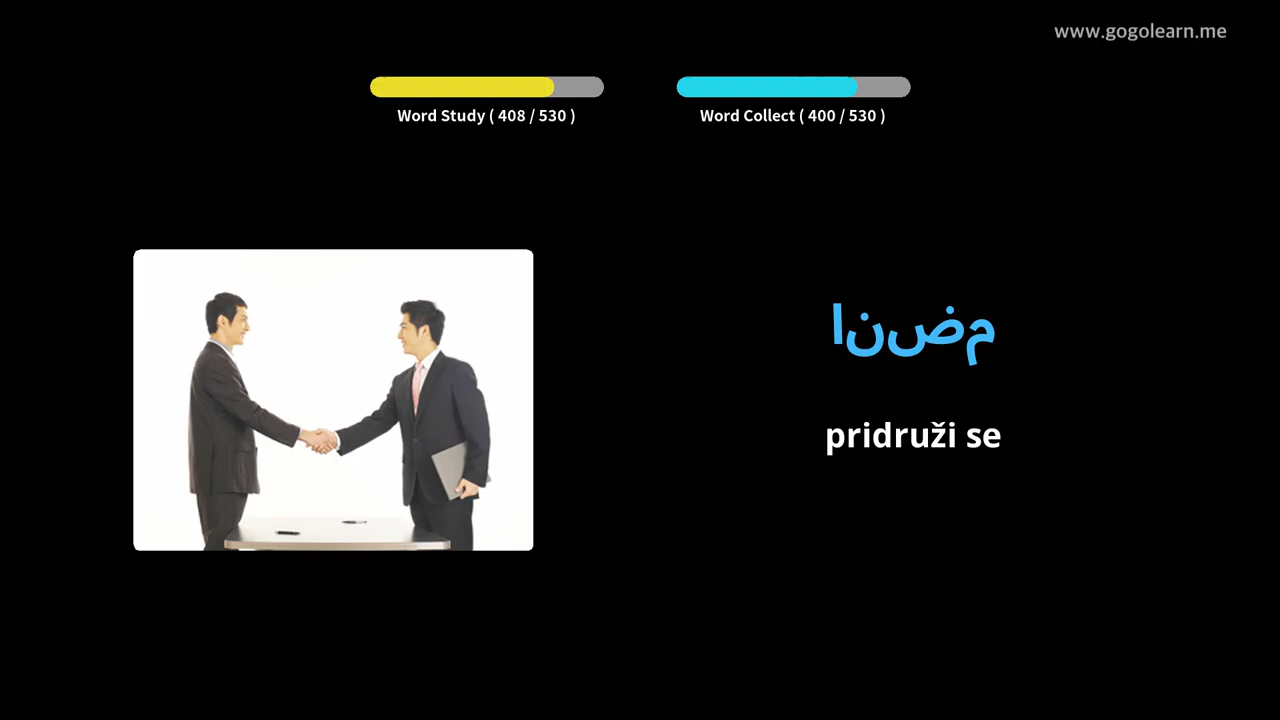 www.gogolearn.me
Word Study ( 408 / 530 )
Word Collect ( 400 / 530 )
انضم
pridruži se